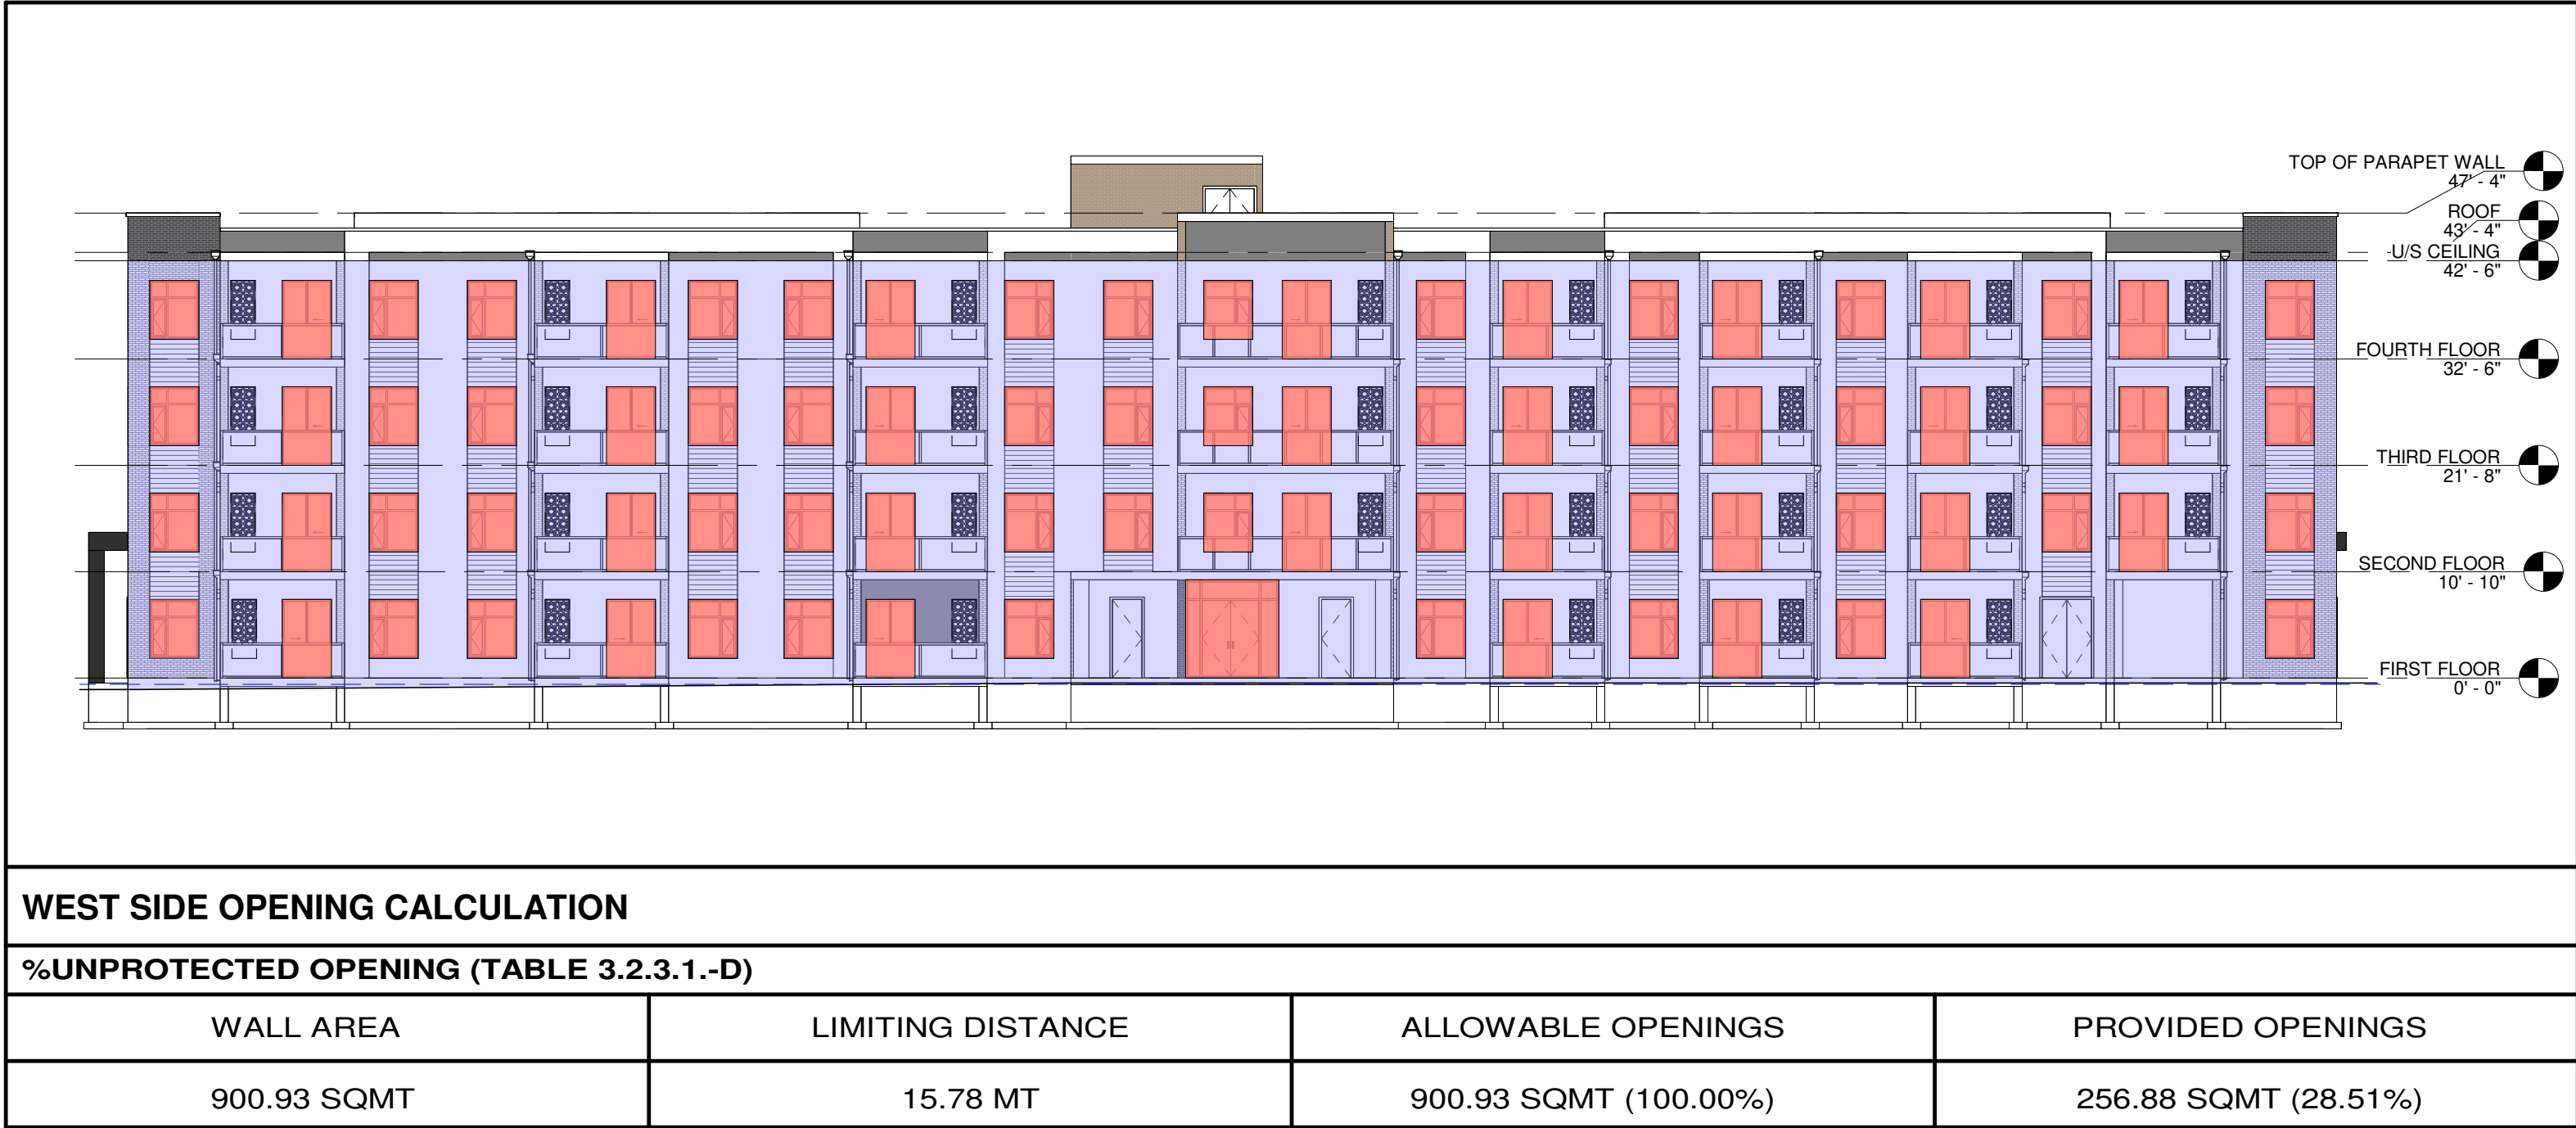 TOP OF PARAPET WALL
47' - 4"
ROOF
43' - 4"
U/S CEILING
42' - 6"
FOURTH FLOOR
32' - 6"
THIRD FLOOR
21' - 8"
SECOND FLOOR
10' - 10"
FIRST FLOOR
0' - 0"
WEST SIDE OPENING CALCULATION
%UNPROTECTED OPENING (TABLE 3.2.3.1.-D)
WALL AREA
LIMITING DISTANCE
ALLOWABLE OPENINGS
PROVIDED OPENINGS
900.93 SQMT
15.78 MT
900.93 SQMT (100.00%)
256.88 SQMT (28.51%)